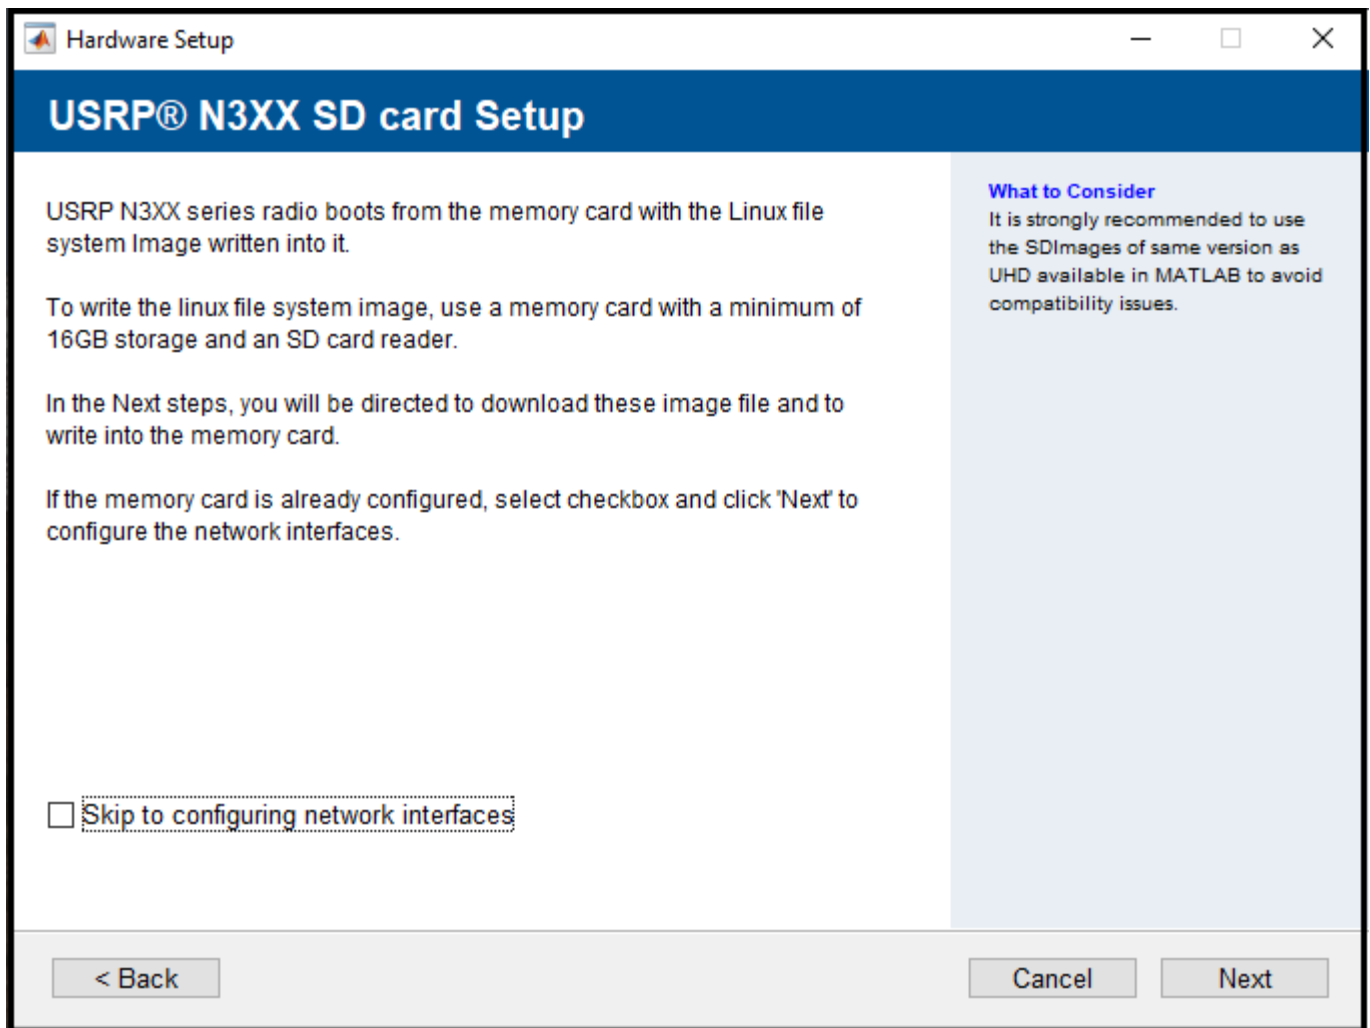 Hardware Setup
USRP® N3XX SD card Setup
USRP N3XX series radio boots from the memory card with the Linux file
system Image written into it.
To write the linux file system image, use a memory card with a minimum of
16GB storage and an SD card reader.
In the Next steps, you will be directed to download these image file and to
write into the memory card.
If the memory card is already configured, select checkbox and click 'Next' to
configure the network interfaces.
Skip to configuring network interfaces
What to Consider
It is strongly recommended to use
the SDImages of same version as
UHD available in MATLAB to avoid
compatibility issues.
< Back
Cancel
Next